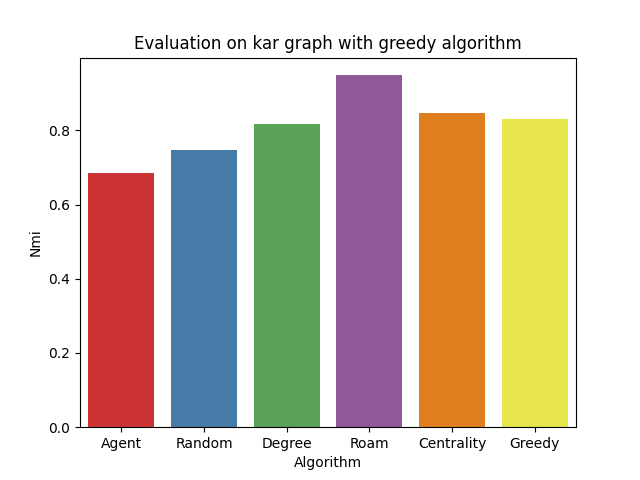 Evaluation on kar graph with greedy algorithm
Nmi
0.8
0.6
0.4
0.2
0.0
Agent Random Degree Roam Centrality Greedy
Algorithm